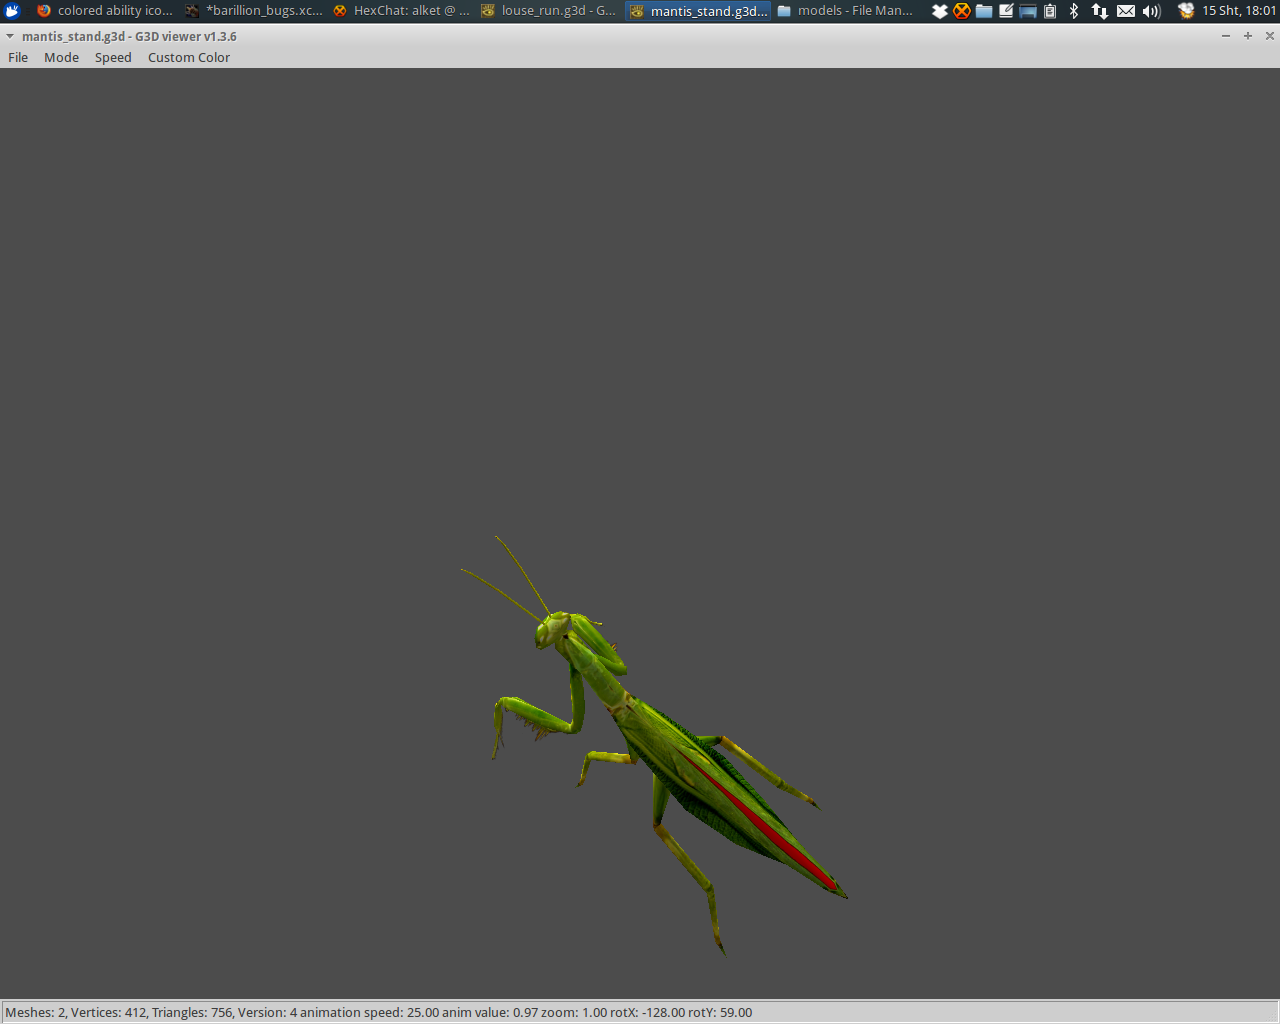 colored ability ico... *barillion_bugs.xc... HexChat: alket @ ... louse_run.g3d - G... mantis_stand.g3d... models - File Man... 15 Sht, 18:01
mantis_stand.g3d - G3D viewer v1.3.6
File Mode Speed Custom Color
Meshes: 2, Vertices: 412, Triangles: 756, Version: 4 animation speed: 25.00 anim value: 0.97 zoom: 1.00 rotX: -128.00 rotY: 59.00